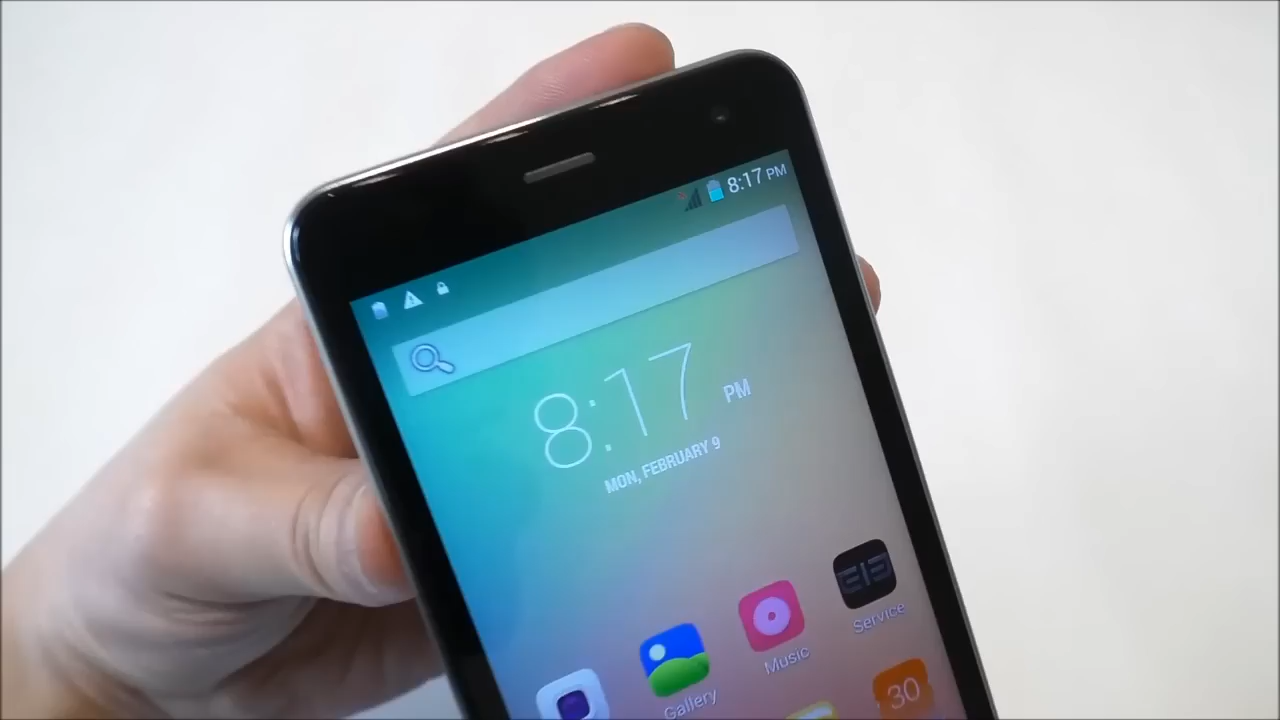 8:17 PM
8:17 PM
MON, FEBRUARY 9
Gallery
Music
Service
30